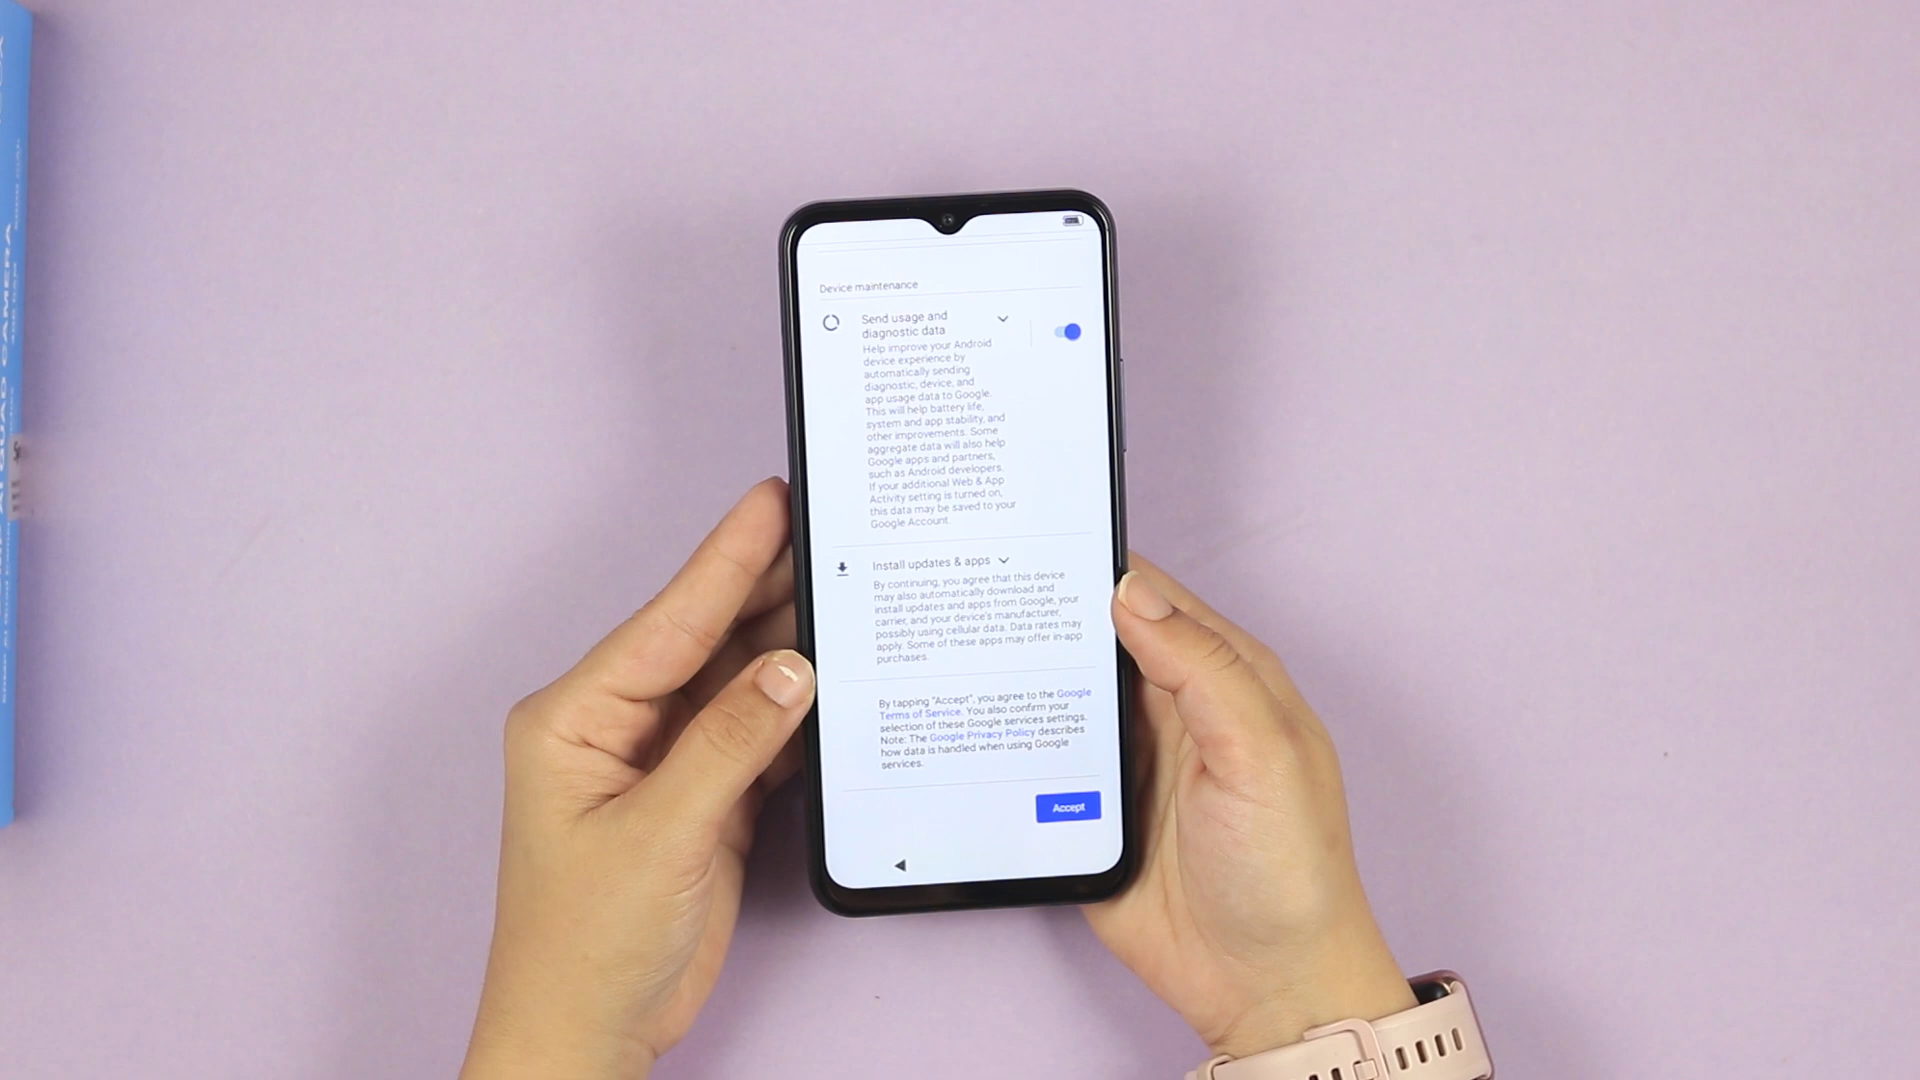 Device maintenance
Send usage and
diagnostic data
Help improve your Android
device experience by
automatically sending
diagnostic, device, and
app usage data to Google.
This will help battery life,
system and app stability, and
other improvements. Some
aggregate data will also help
Google apps and partners,
such as Android developers.
If your additional Web & App
Activity setting is turned on,
this data may be saved to your
Google Account.
Install updates & apps
By continuing, you agree that this device
may also automatically download and
install updates and apps from Google, your
carrier, and your device's manufacturer,
possibly using cellular data. Data rates may
apply. Some of these apps may offer in-app
purchases.
By tapping "Accept", you agree to the Google
Terms of Service. You also confirm your
selection of these Google services settings.
Note: The Google Privacy Policy describes
how data is handled when using Google
services.
Accept
AI QUAD CAMERA